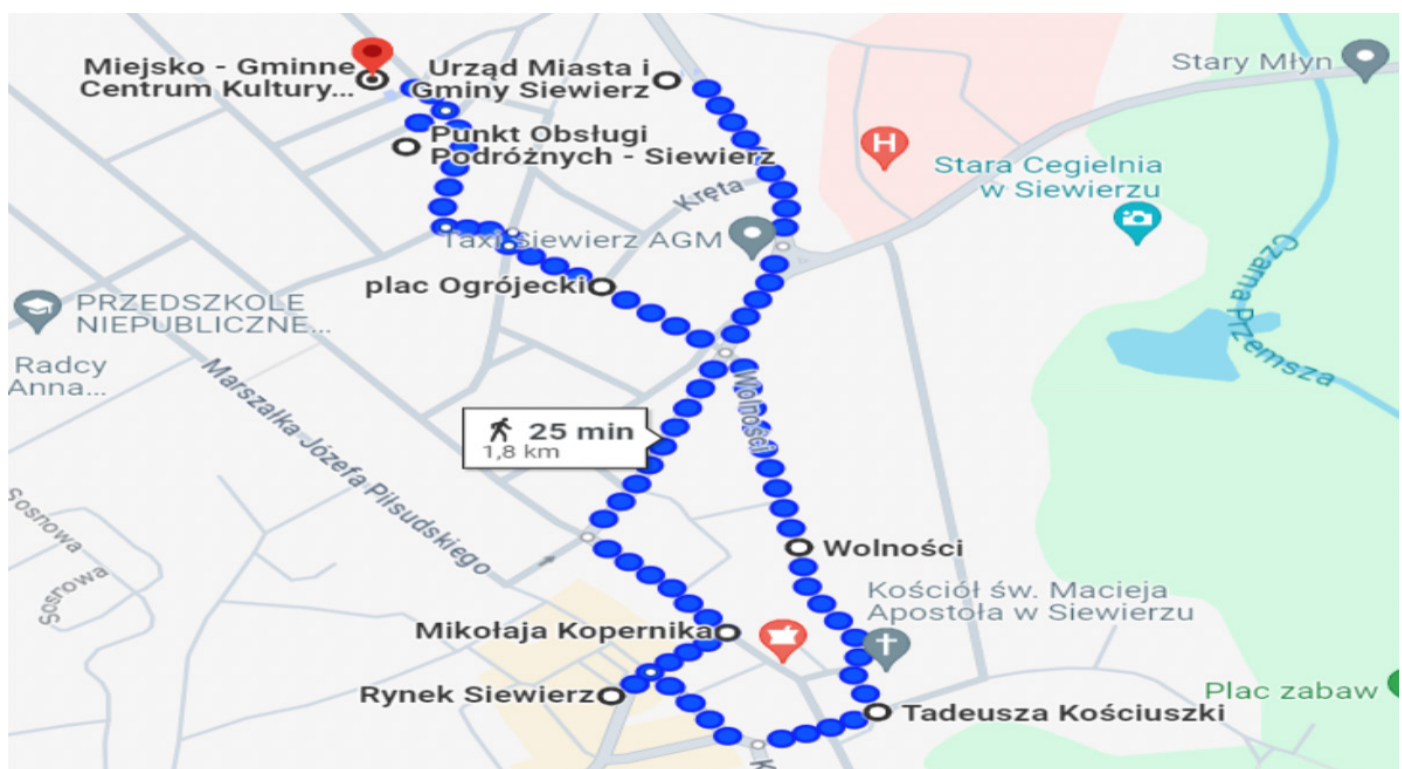 Miejsko - Gminne
Centrum Kultury...
Urząd Miasta i
Gminy Siewierz
Stary Młyn
H
Punkt Obsługi
Podróżnych - Siewierz
Stara Cegielnia
w Siewierzu
Kręta
Taxi Siewierz AGM
Czarna Przemsza
plac Ogrójecki
PRZEDSZKOLE
NIEPUBLICZNE...
Radcy
Anna...
Marszałka Józefa Piłsudskiego
Wolności
25 min
1,8 km
Sosnowa
Sosnowa
Wolności
Kościół św. Macieja
Apostoła w Siewierzu
Mikołaja Kopernika
Rynek Siewierz
Plac zabaw
Tadeusza Kościuszki
K